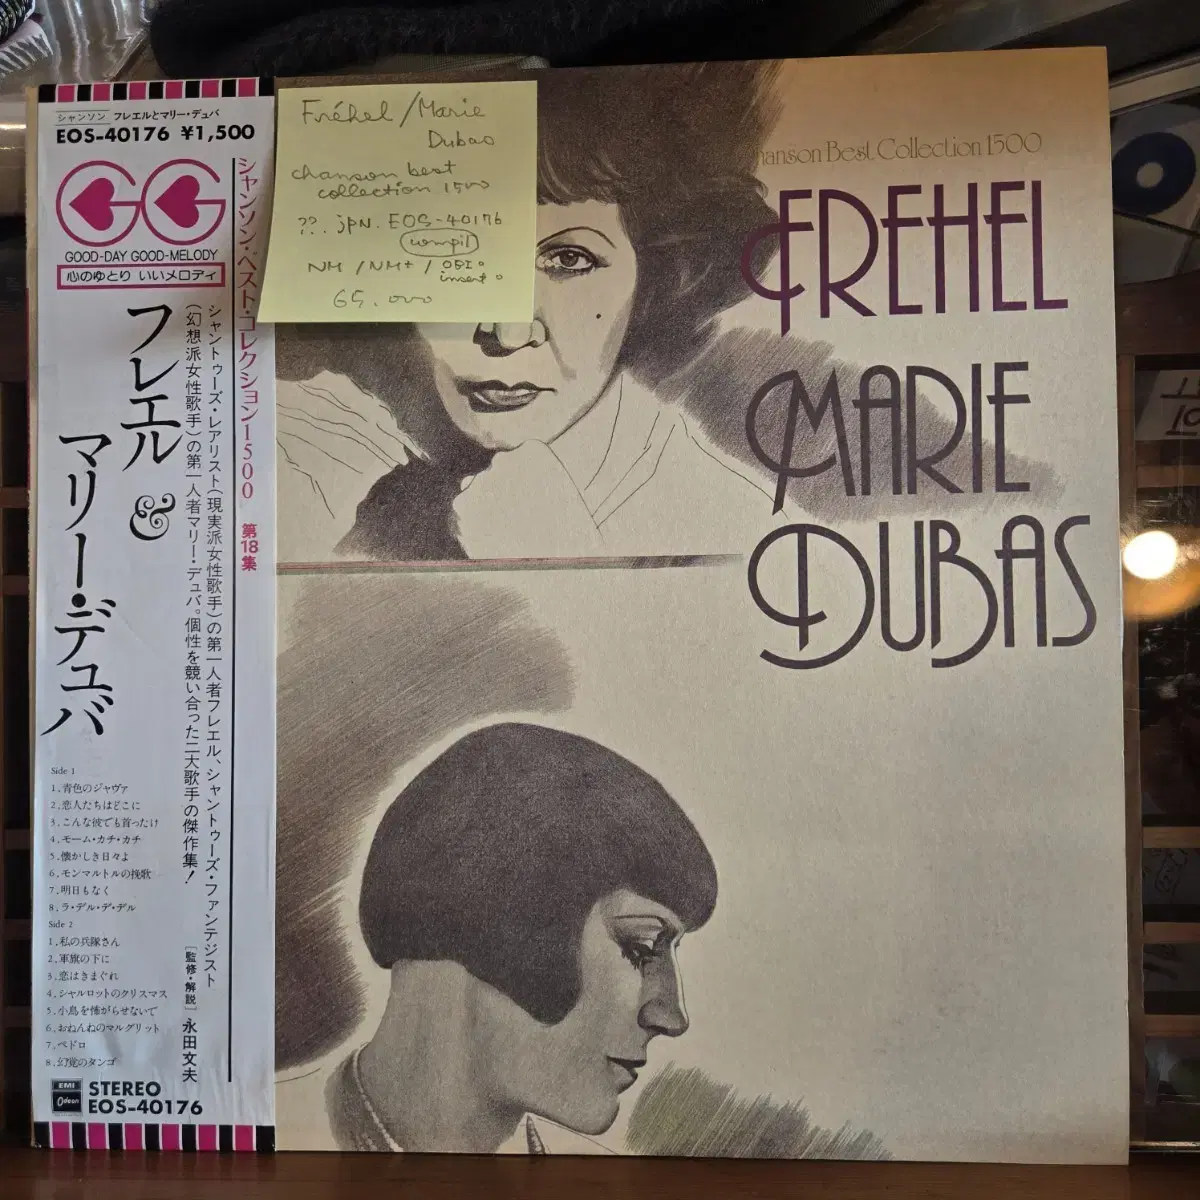 シャンソン フレエルとマリー・デュバ
EOS-40176 ¥1,500
GOOD-DAY GOOD-MELODY
心のゆとり いいメロディ
シャンソン・ベスト・コレクション1500 第18集
シャントゥーズ・レアリスト(現実派女性歌手)の第一人者フレエル、シャントゥーズ・ファンテジスト
(幻想派女性歌手)の第一人者マリー・デュバ。個性を競い合った二大歌手の傑作集!
[監修・解説] 永田文夫
フレエル
&
マリー・デュバ
Side 1
1. 青色のジャヴァ
2. 恋人たちはどこに
3. こんな彼でも首ったけ
4. モーム・カチ・カチ
5. 懐かしき日々よ
6. モンマルトルの挽歌
7. 明日もなく
8. ラ・デル・デ・デル
Side 2
1. 私の兵隊さん
2. 軍旗の下に
3. 恋はきまぐれ
4. シャルロットのクリスマス
5. 小鳥を怖がらせないで
6. おねんねのマルグリット
7. ペドロ
8. 幻覚のタンゴ
EMI
Odeon
STEREO
EOS-40176
Fréhel / Marie
Dubas
chanson best
collection 1500
??. jpn. EOS-40176
compil
NM / NM+ / OBI○
insert ○
65.000
hanson Best Collection 1500
FREHEL
MARIE
DUBAS